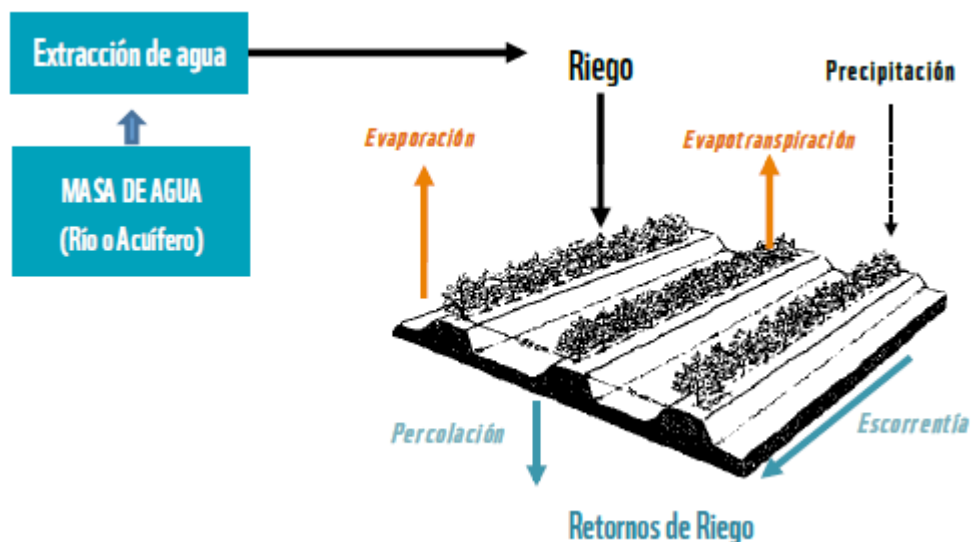 Extracción de agua
Riego
Precipitación
Evaporación
Evapotranspiración
MASA DE AGUA
(Río o Acuífero)
Percolación
Escorrentía
Retornos de Riego